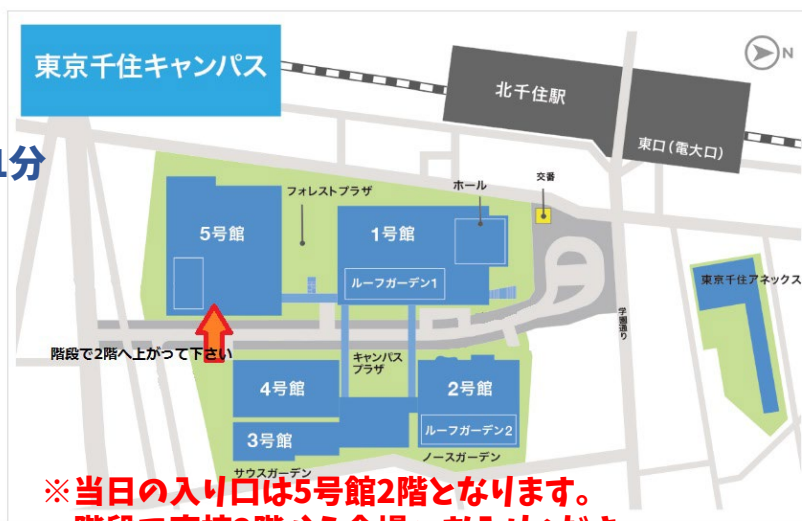 東京千住キャンパス
N
北千住駅
東口(電大口)
1分
フォレストプラザ
ホール
交番
5号館
1号館
ルーフガーデン1
東京千住アネックス
学園通り
階段で2階へ上がって下さい
キャンパス
プラザ
4号館
2号館
ルーフガーデン2
3号館
サウスガーデン
ノースガーデン
※当日の入り口は5号館2階となります。